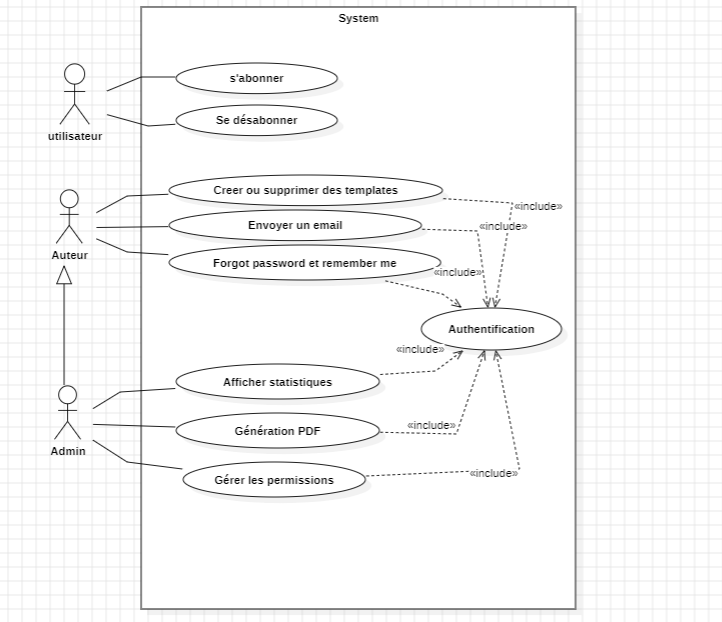 System
s'abonner
Se désabonner
utilisateur
Creer ou supprimer des templates
«include»
Envoyer un email
«include»
Auteur
Forgot password et remember me
«include»
Authentification
«include»
Afficher statistiques
Génération PDF
«include»
Admin
Gérer les permissions
«include»